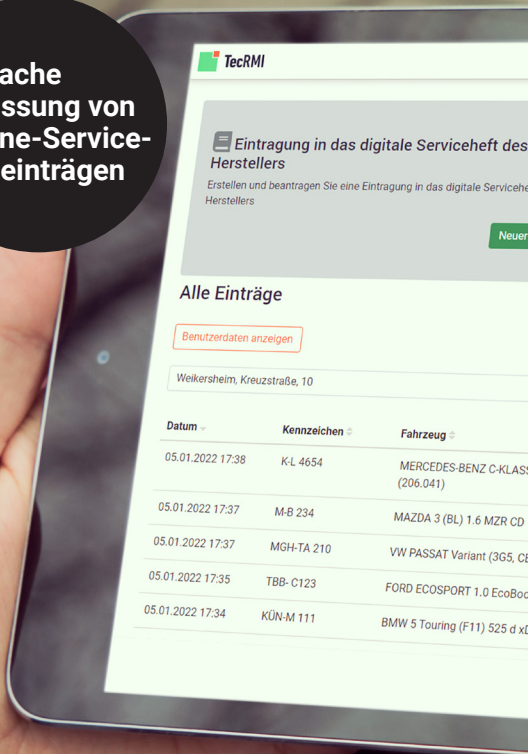 ache
ssung von
ne-Service-
einträgen
TecRMI
Eintragung in das digitale Serviceheft des
Herstellers
Erstellen und beantragen Sie eine Eintragung in das digitale Servicehe
Herstellers
Neuer
Alle Einträge
Benutzerdaten anzeigen
Weikersheim, Kreuzstraße, 10
Datum Kennzeichen Fahrzeug
05.01.2022 17:38 K-L 4654 MERCEDES-BENZ C-KLASS
(206.041)
05.01.2022 17:37 M-B 234 MAZDA 3 (BL) 1.6 MZR CD
05.01.2022 17:37 MGH-TA 210 VW PASSAT Variant (3G5, CB
05.01.2022 17:35 TBB- C123 FORD ECOSPORT 1.0 EcoBoo
05.01.2022 17:34 KÜN-M 111 BMW 5 Touring (F11) 525 d xD